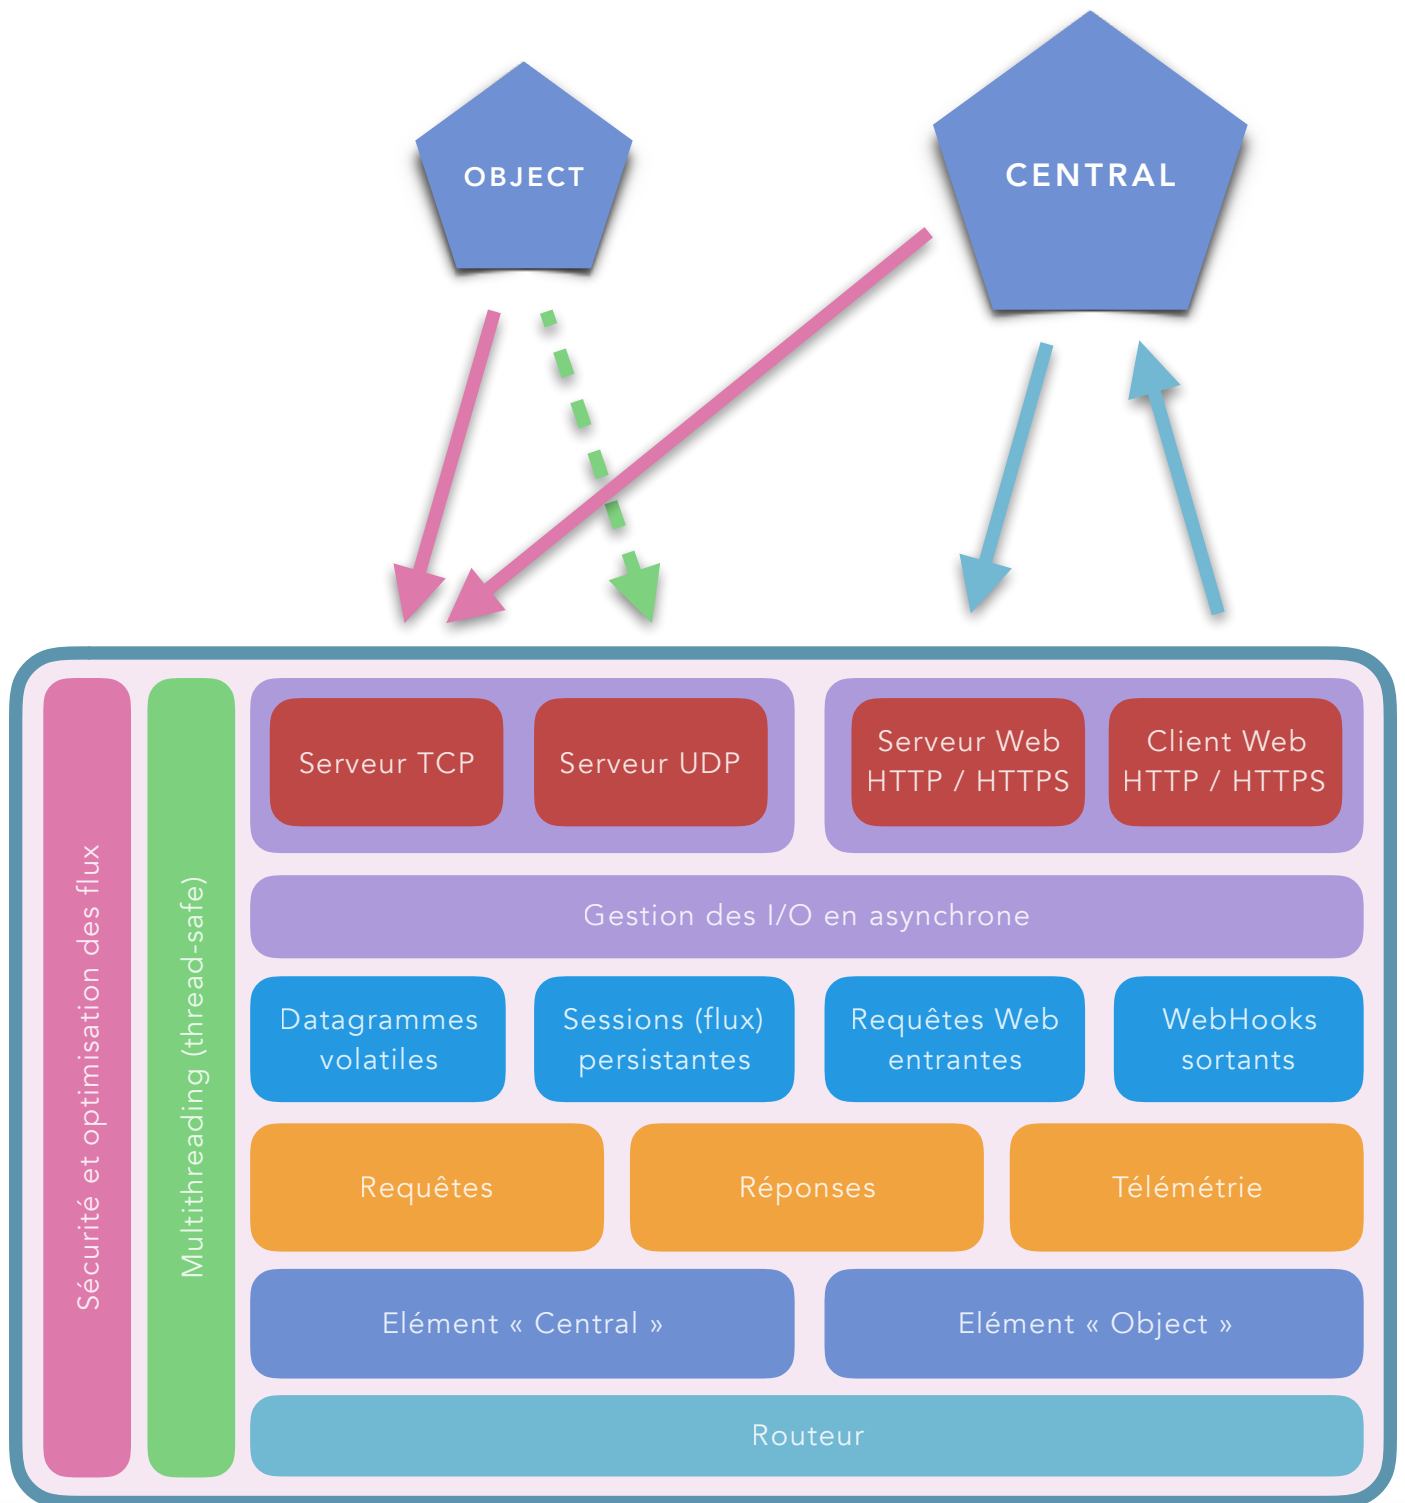 OBJECT
CENTRAL
Sécurité et optimisation des flux
Multithreading (thread-safe)
Serveur TCP
Serveur UDP
Serveur Web
HTTP / HTTPS
Client Web
HTTP / HTTPS
Gestion des I/O en asynchrone
Datagrammes
volatiles
Sessions (flux)
persistantes
Requêtes Web
entrantes
WebHooks
sortants
Requêtes
Réponses
Télémétrie
Elément « Central »
Elément « Object »
Routeur